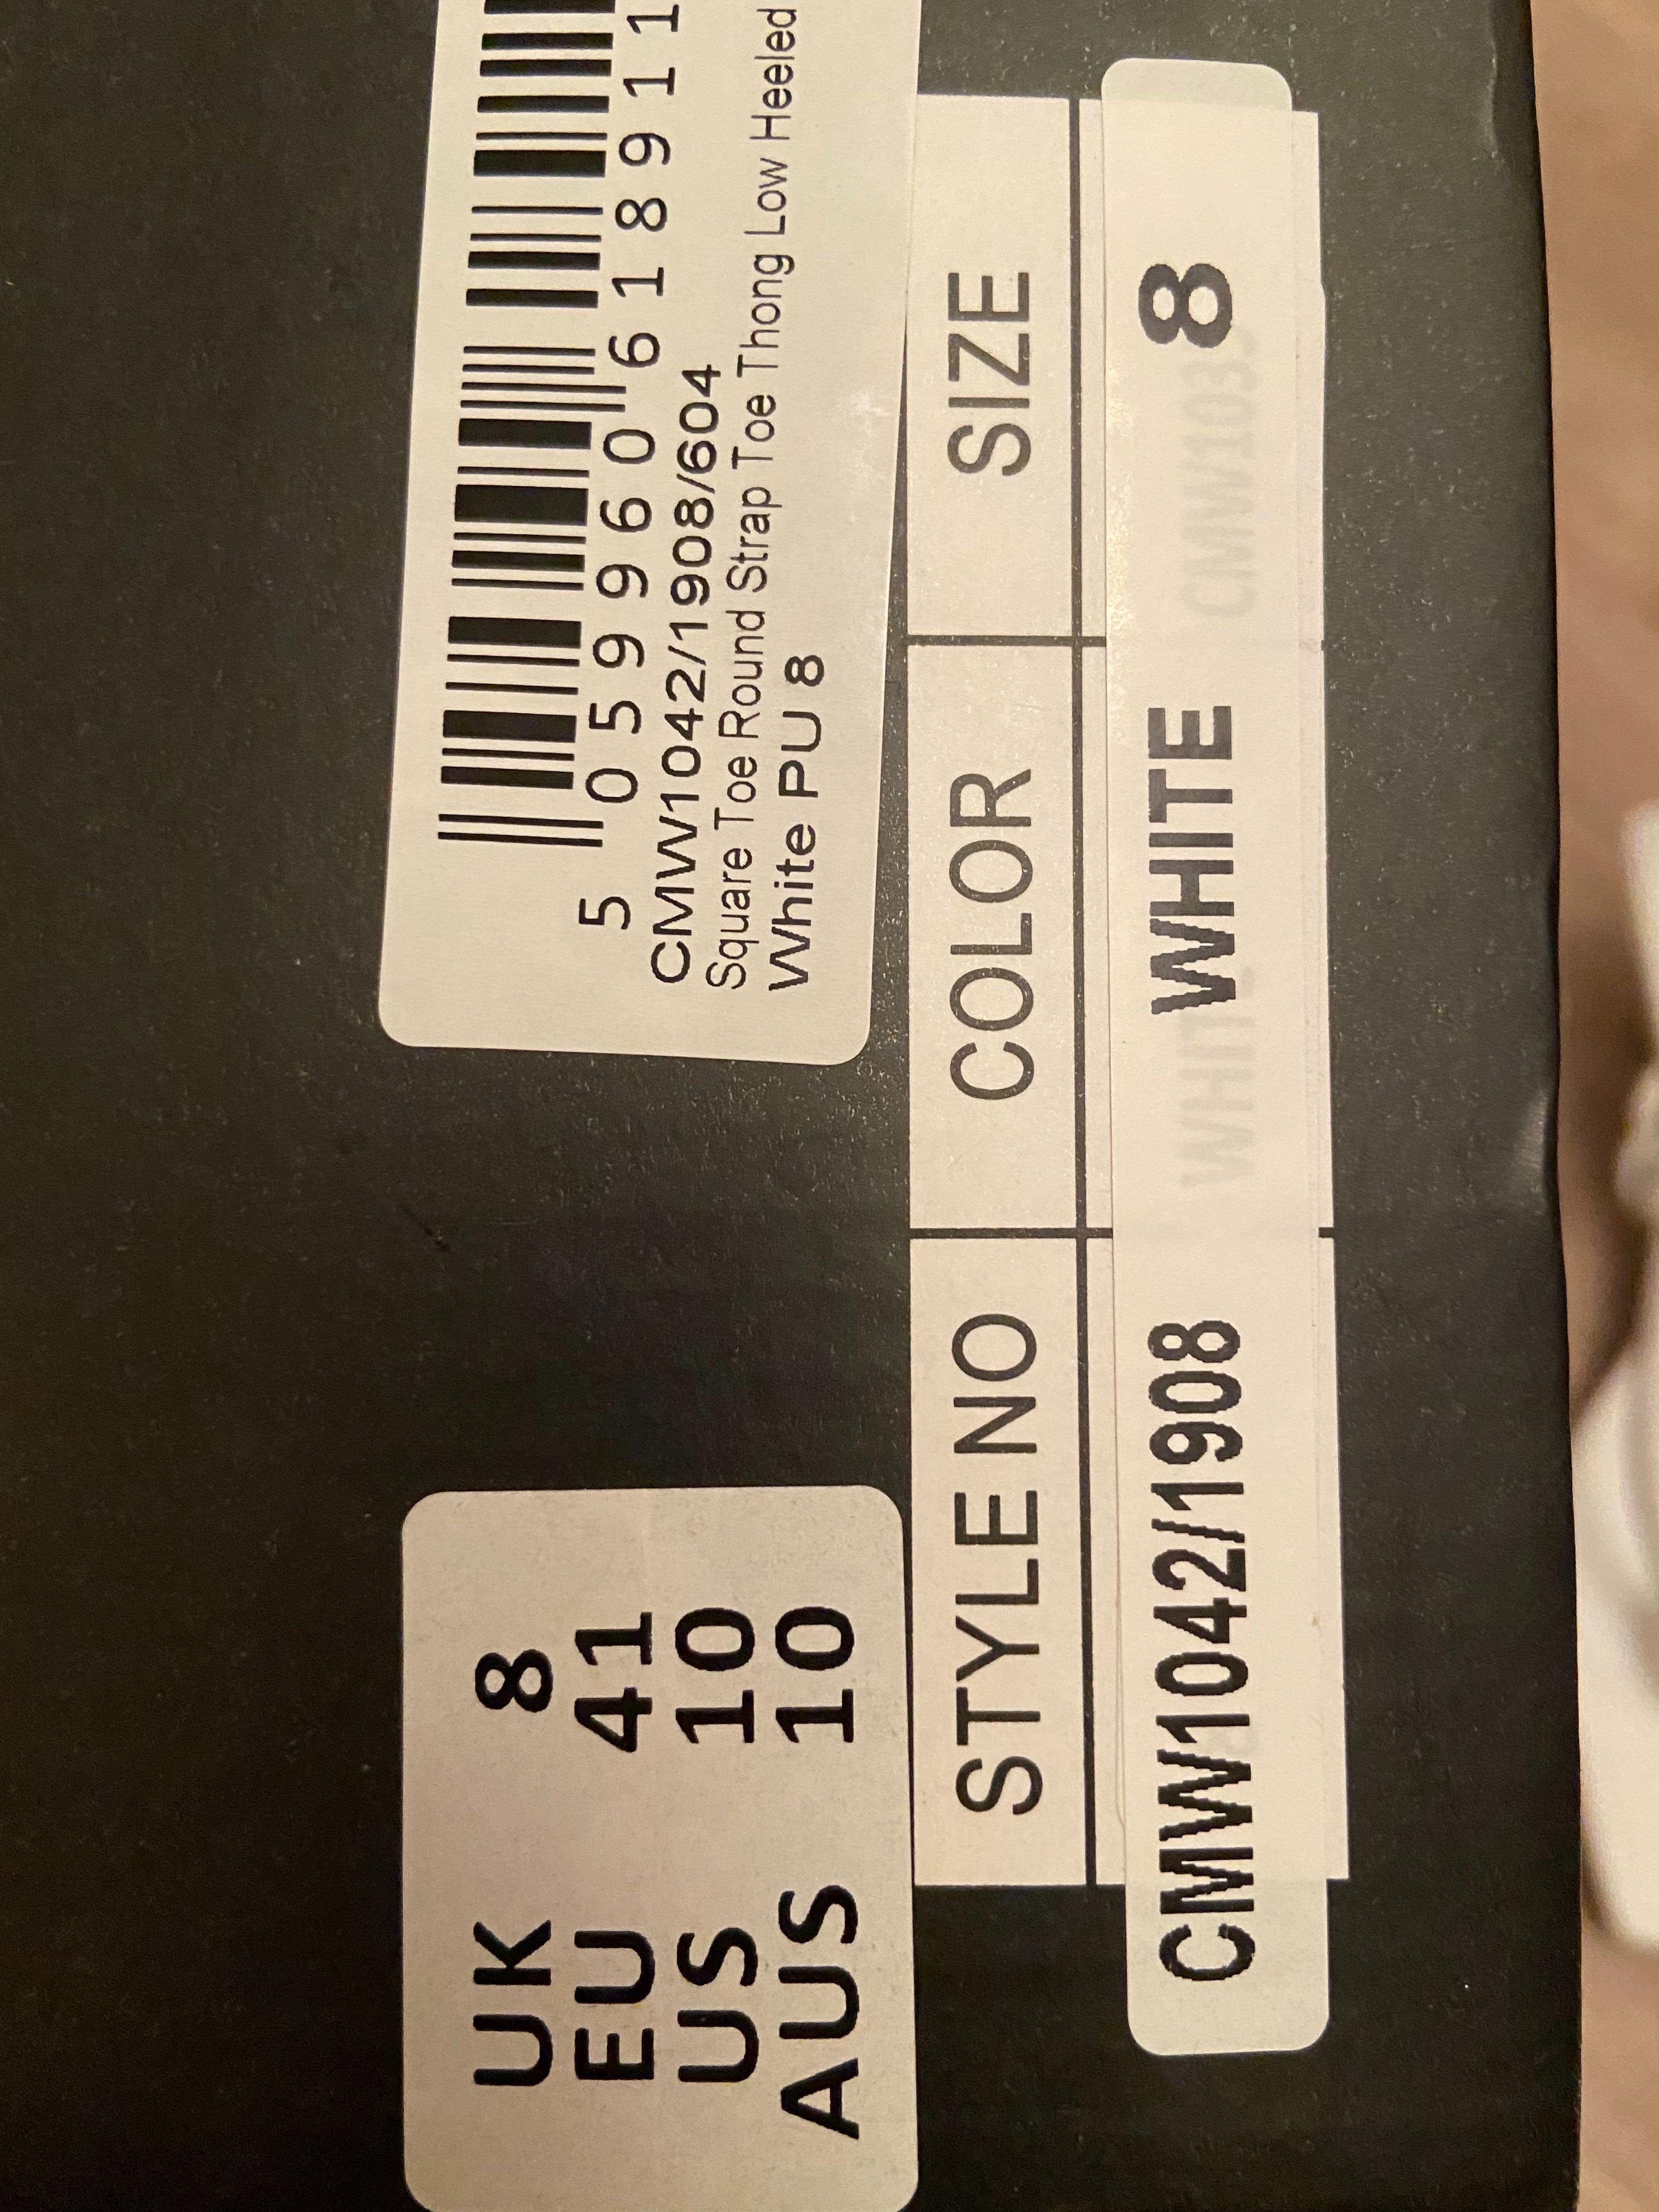 5 059960 618911
CMW1042/1908/604
Square Toe Round Strap Toe Thong Low Heeled
White PU 8
UK 8
EU 41
US 10
AUS 10
STYLE NO COLOR SIZE
CMW1042/1908 WHITE 8
WHITE